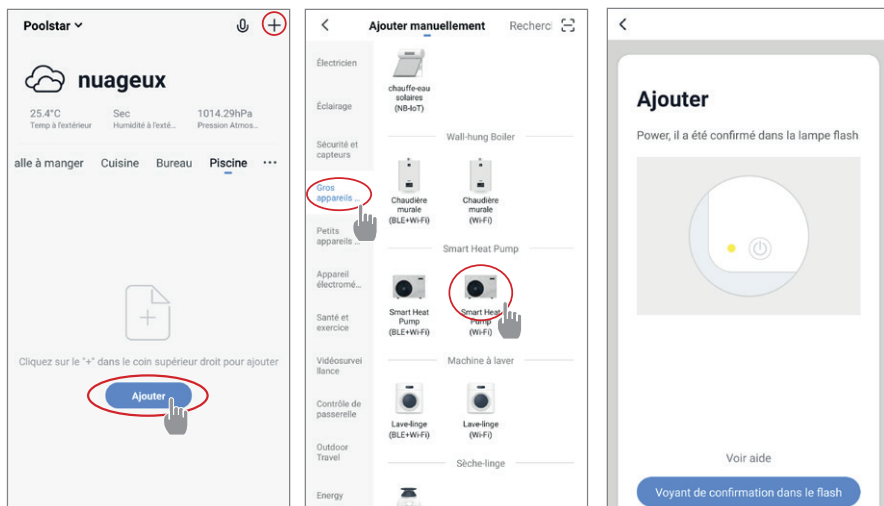 Poolstar
nuageux
25.4°C Sec 1014.29hPa
Temp à l'extérieur Humidité à l'exté... Pression Atmos...
alle à manger Cuisine Bureau Piscine ...
Cliquez sur le "+" dans le coin supérieur droit pour ajouter
Ajouter
Ajouter manuellement Recherc
Électricien
Éclairage
Sécurité et
capteurs
Gros
appareils ...
Petits
appareils ...
Appareil
électromé...
Santé et
exercice
Vidéosurvei
llance
Contrôle de
passerelle
Outdoor
Travel
Energy
chauffe-eau
solaires
(NB-IoT)
Wall-hung Boiler
Chaudière
murale
(BLE+Wi-Fi)
Chaudière
murale
(Wi-Fi)
Smart Heat Pump
Smart Heat
Pump
(BLE+Wi-Fi)
Smart Heat
Pump
(Wi-Fi)
Machine à laver
Lave-linge
(BLE+Wi-Fi)
Lave-linge
(Wi-Fi)
Sèche-linge
Ajouter
Power, il a été confirmé dans la lampe flash
Voir aide
Voyant de confirmation dans le flash